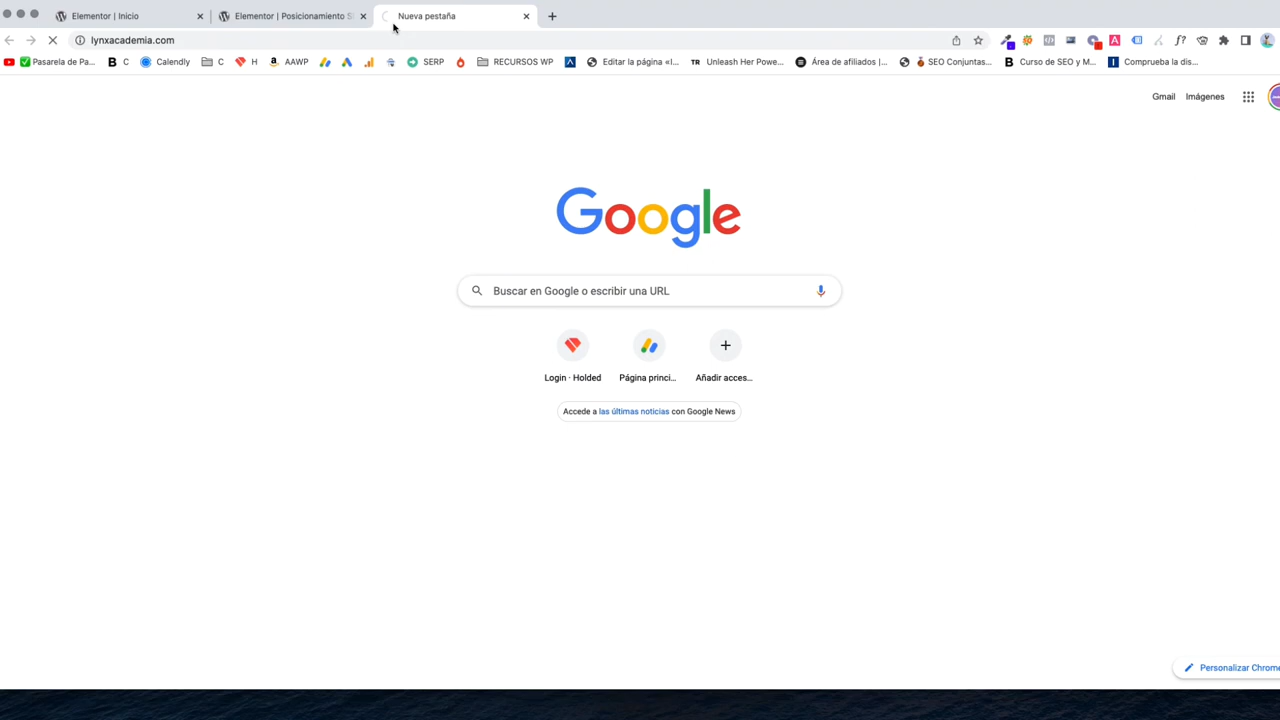 Elementor | Inicio
Elementor | Posicionamiento S
Nueva pestaña
lynxacademia.com
Pasarela de Pa... C Calendly C H AAWP SERP RECURSOS WP Editar la página «I... TR Unleash Her Powe... Área de afiliados |... SEO Conjuntas... Curso de SEO y M... Comprueba la dis...
Gmail Imágenes
Google
Buscar en Google o escribir una URL
Login · Holded Página princi... Añadir acces...
Accede a las últimas noticias con Google News
Personalizar Chrome